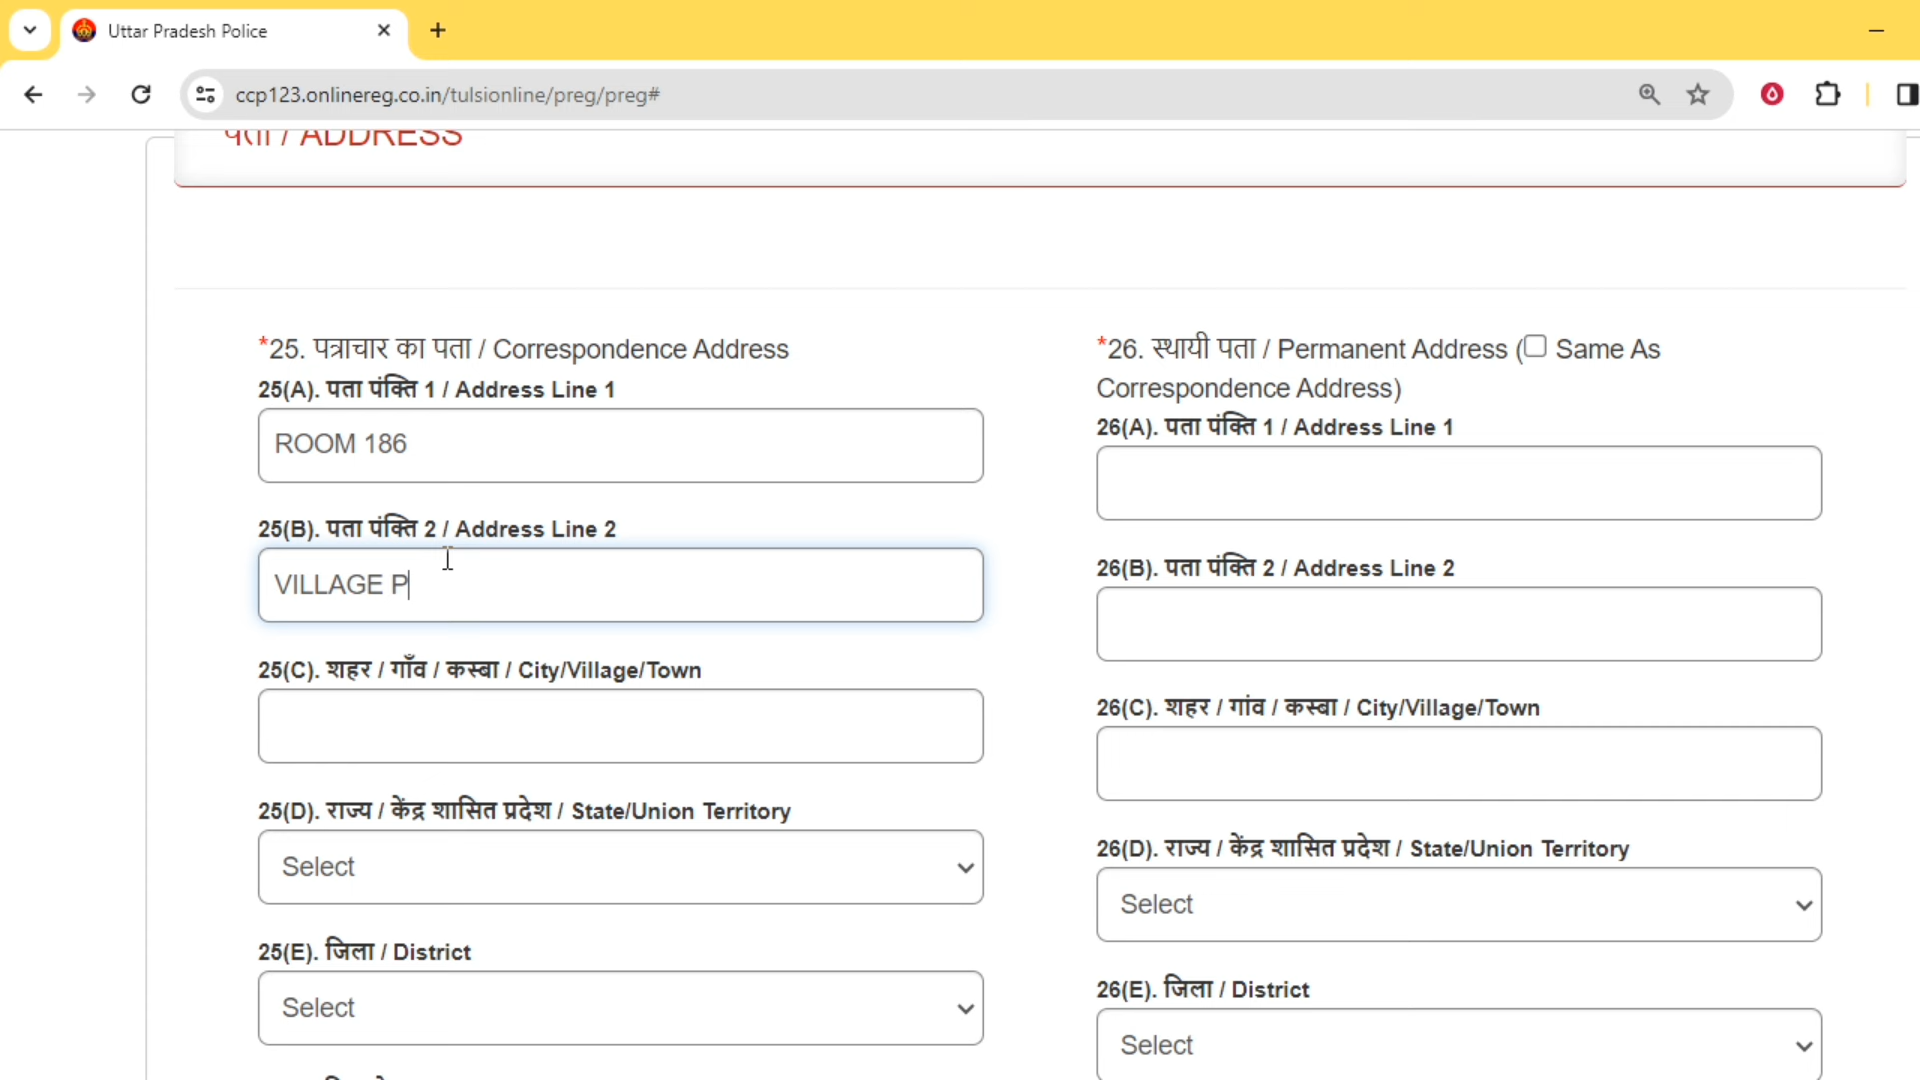 Uttar Pradesh Police
ccp123.onlinereg.co.in/tulsionline/preg/preg#
पता / ADDRESS
*25. पत्राचार का पता / Correspondence Address
25(A). पता पंक्ति 1 / Address Line 1
ROOM 186
25(B). पता पंक्ति 2 / Address Line 2
VILLAGE P
25(C). शहर / गाँव / कस्बा / City/Village/Town
25(D). राज्य / केंद्र शासित प्रदेश / State/Union Territory
Select
25(E). जिला / District
Select
*26. स्थायी पता / Permanent Address ( Same As
Correspondence Address)
26(A). पता पंक्ति 1 / Address Line 1
26(B). पता पंक्ति 2 / Address Line 2
26(C). शहर / गांव / कस्बा / City/Village/Town
26(D). राज्य / केंद्र शासित प्रदेश / State/Union Territory
Select
26(E). जिला / District
Select